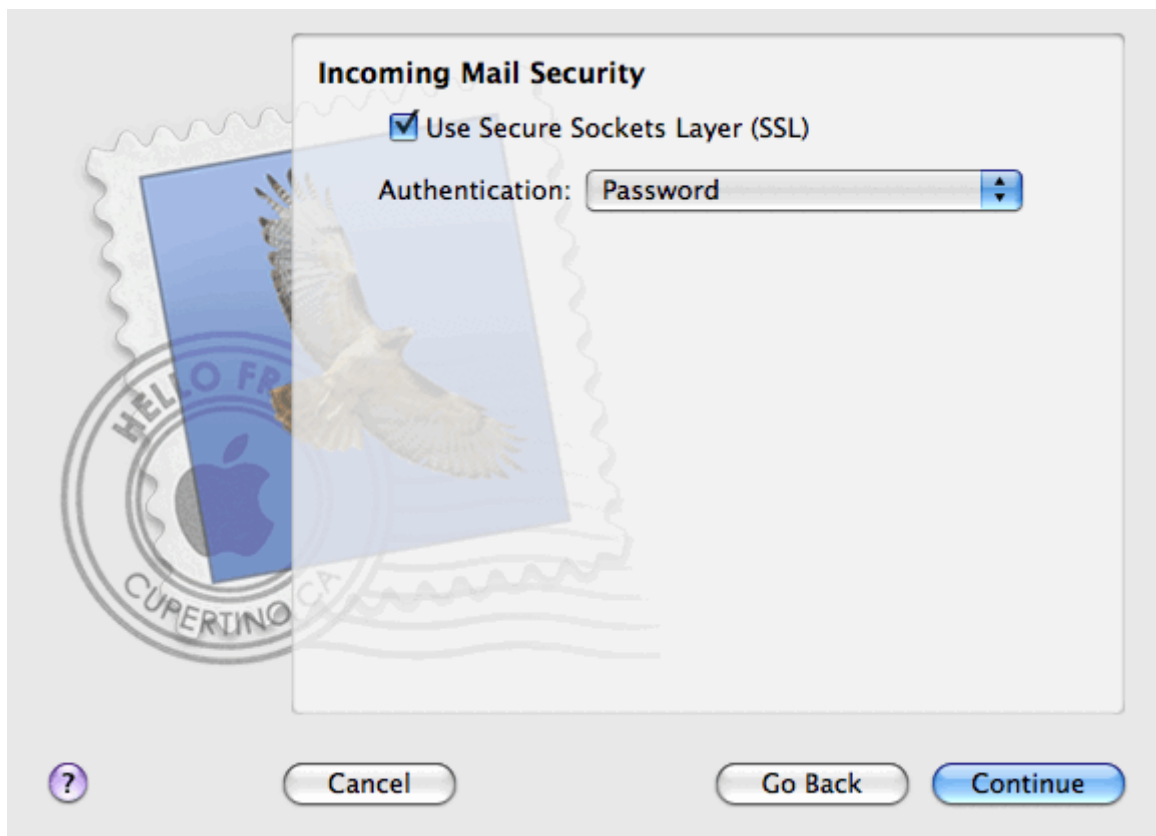 Incoming Mail Security
Use Secure Sockets Layer (SSL)
Authentication: Password
HELLO FR
CUPERTINO CA
?
Cancel
Go Back
Continue